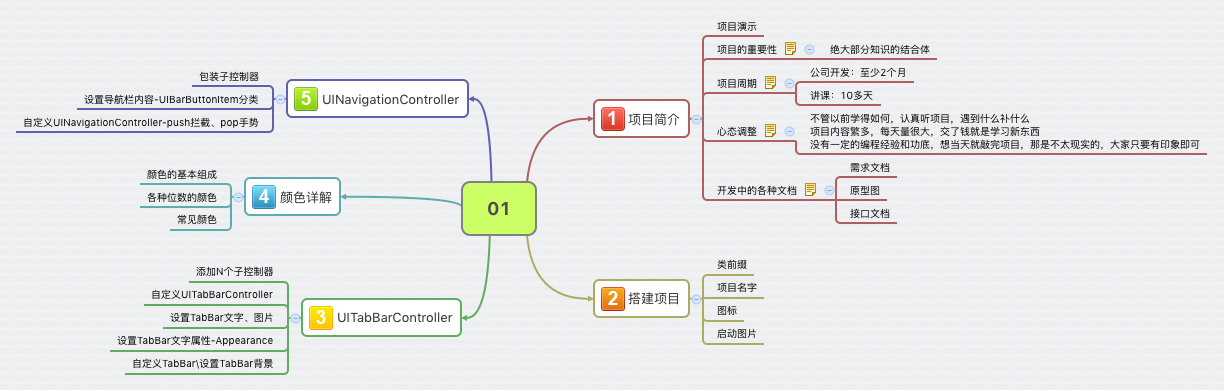 01
1 项目简介
项目演示
项目的重要性
绝大部分知识的结合体
项目周期
公司开发：至少2个月
讲课：10多天
心态调整
不管以前学得如何，认真听项目，遇到什么补什么
项目内容繁多，每天量很大，交了钱就是学习新东西
没有一定的编程经验和功底，想当天就敲完项目，那是不太现实的，大家只要有印象即可
开发中的各种文档
需求文档
原型图
接口文档
2 搭建项目
类前缀
项目名字
图标
启动图片
3 UITabBarController
添加N个子控制器
自定义UITabBarController
设置TabBar文字、图片
设置TabBar文字属性-Appearance
自定义TabBar\设置TabBar背景
4 颜色详解
颜色的基本组成
各种位数的颜色
常见颜色
5 UINavigationController
包装子控制器
设置导航栏内容-UIBarButtonItem分类
自定义UINavigationController-push拦截、pop手势